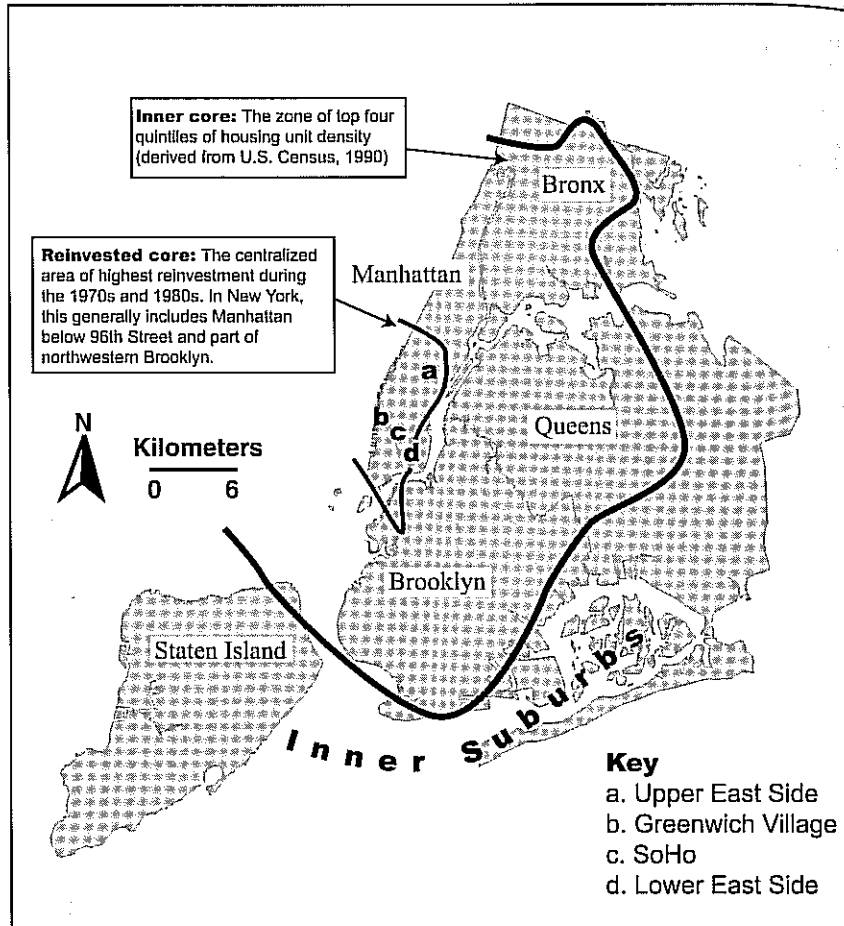 Inner core: The zone of top four
quintiles of housing unit density
(derived from U.S. Census, 1990)
Bronx
Reinvested core: The centralized
area of highest reinvestment during
the 1970s and 1980s. In New York,
this generally includes Manhattan
below 96th Street and part of
northwestern Brooklyn.
Manhattan
a
b
c
d
Queens
N
Kilometers
0 6
Brooklyn
Staten Island
Inner Suburbs
Key
a. Upper East Side
b. Greenwich Village
c. SoHo
d. Lower East Side